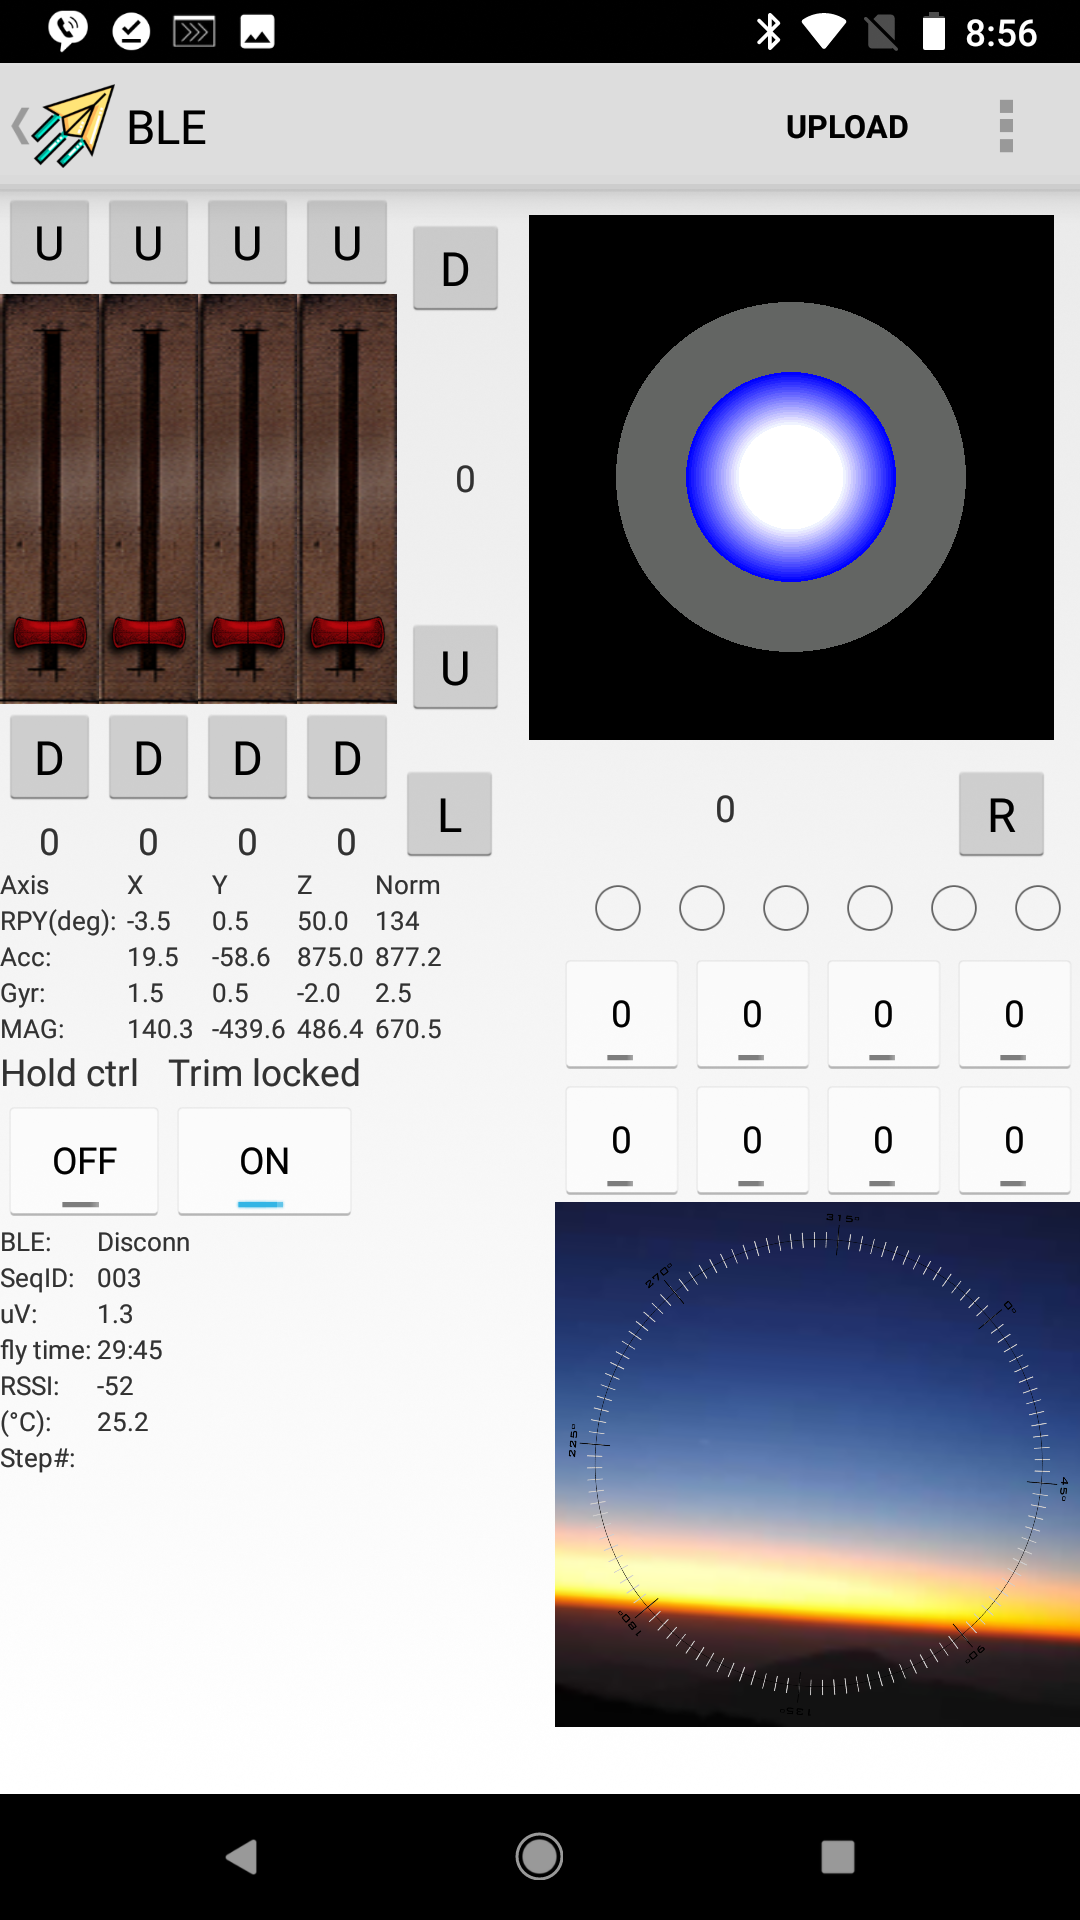 8:56
BLE UPLOAD
U U U U D
0
U
D D D D L 0 R
0 0 0 0
Axis X Y Z Norm
RPY(deg): -3.5 0.5 50.0 134
Acc: 19.5 -58.6 875.0 877.2
Gyr: 1.5 0.5 -2.0 2.5
MAG: 140.3 -439.6 486.4 670.5
0 0 0 0
Hold ctrl Trim locked
OFF ON
0 0 0 0
BLE: Disconn
SeqID: 003
uV: 1.3
fly time: 29:45
RSSI: -52
(°C): 25.2
Step#:
315°
270°
0°
225°
45°
180°
90°
135°